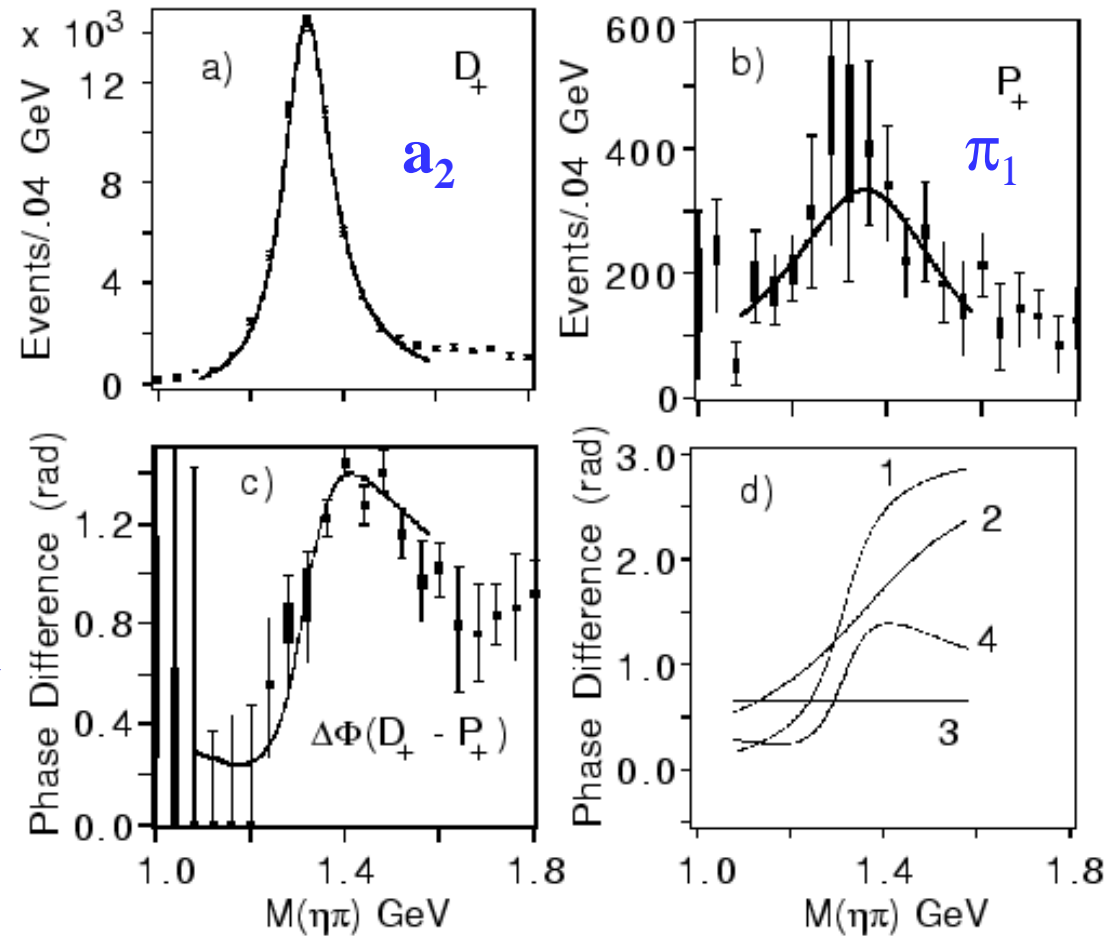 x 10³
12
8
4
0
Events/.04 GeV
a)
D₊
a₂
600
400
200
0
Events/.04 GeV
b)
P₊
π₁
1.2
0.8
0.4
0.0
Phase Difference (rad)
c)
ΔΦ(D₊ - P₊)
1.0 1.4 1.8
M(ηπ) GeV
3.0
2.0
1.0
0.0
Phase Difference (rad)
d)
1
2
4
3
1.0 1.4 1.8
M(ηπ) GeV